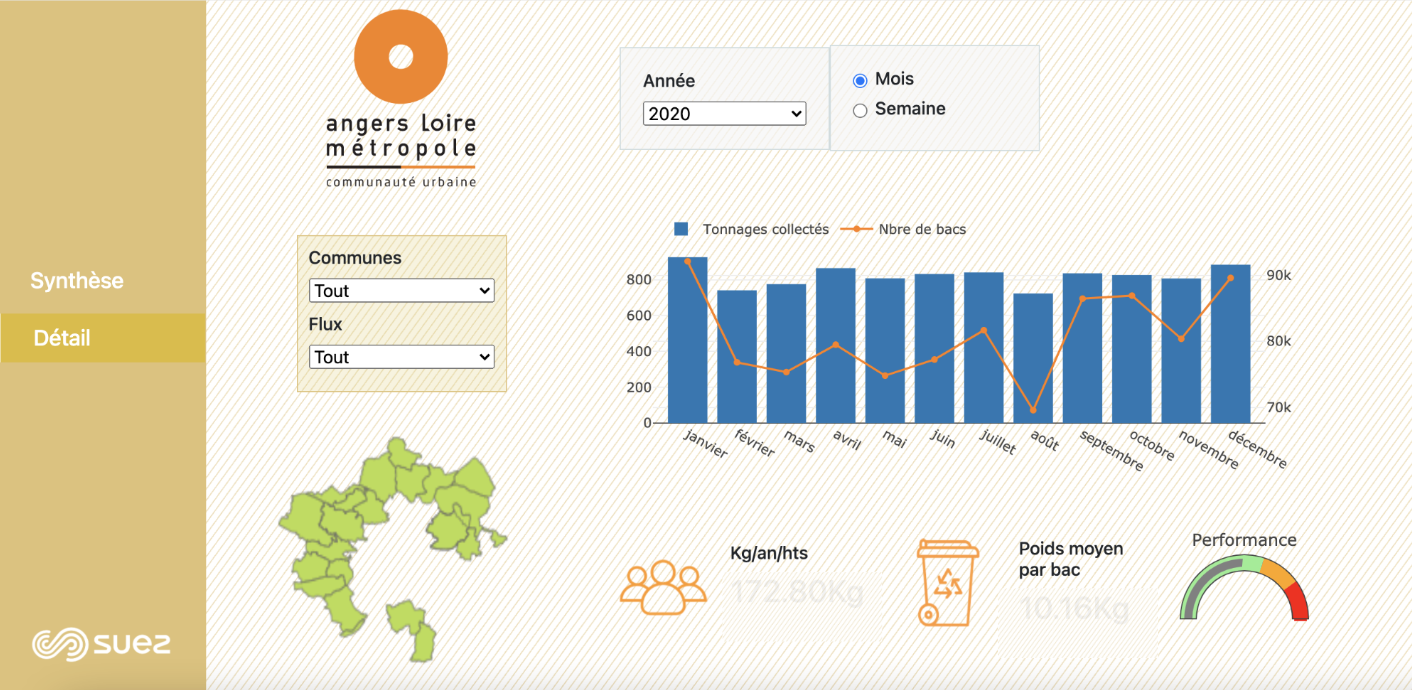 angers Loire
métropole
communauté urbaine
Année
2020
Mois
Semaine
Synthèse
Détail
Communes
Tout
Flux
Tout
Tonnages collectés
Nbre de bacs
800
600
400
200
0
90k
80k
70k
janvier
février
mars
avril
mai
juin
juillet
août
septembre
octobre
novembre
décembre
Kg/an/hts
172.80Kg
Poids moyen
par bac
10.16Kg
Performance
suez